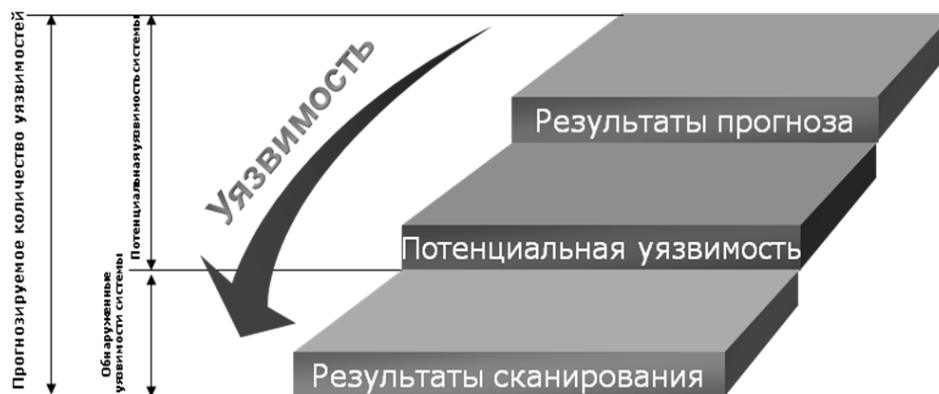 Прогнозируемое количество уязвимостей
Потенциальная уязвимость системы
Обнаруженные
уязвимости системы
Уязвимость
Результаты прогноза
Потенциальная уязвимость
Результаты сканирования